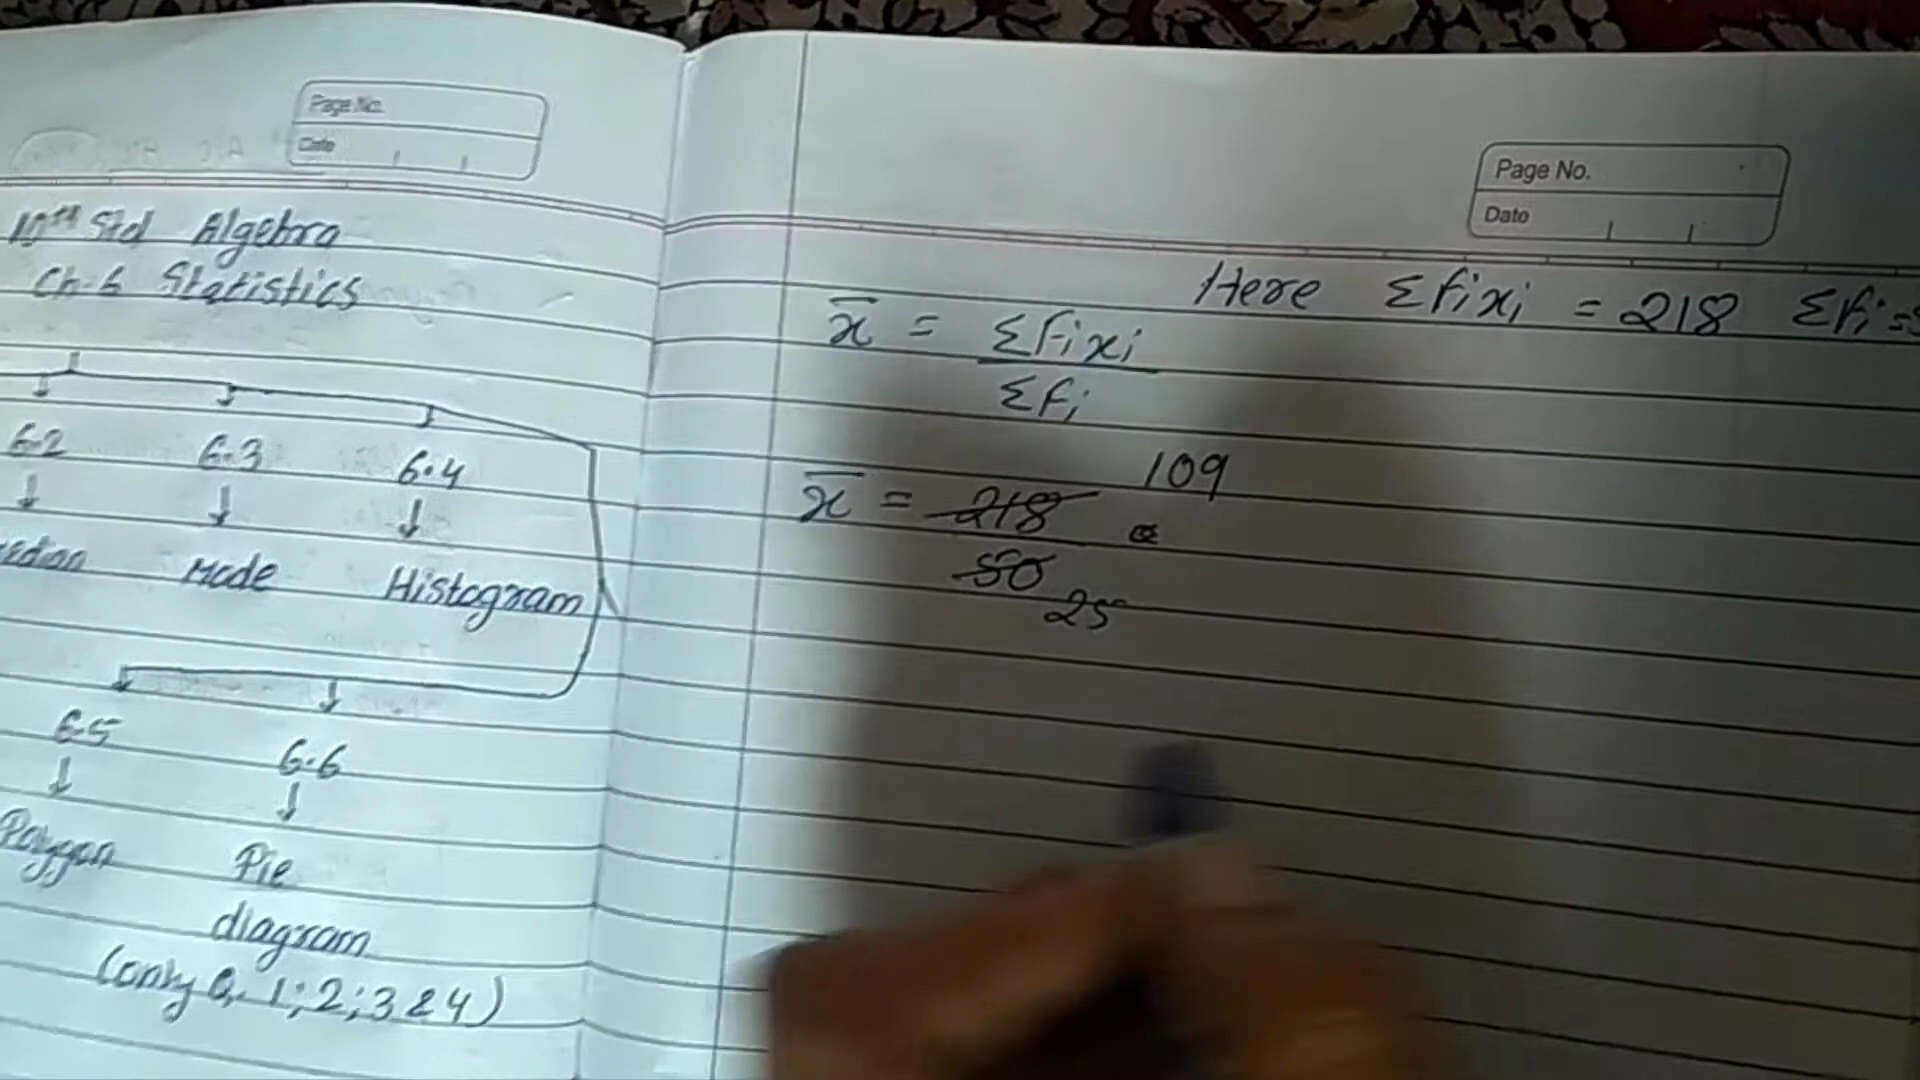 Page No.
Date
10th Std Algebra
Ch-6 Statistics
6.2 6.3 6.4
Mode Histogram
6.5 6.6
Polygon Pie
diagram
(only Q. 1; 2; 3 & 4)
Page No.
Date
Here Σfixi = 218 Σfi =
x̄ = Σfixi
Σfi
109
x̄ = 218
50
25